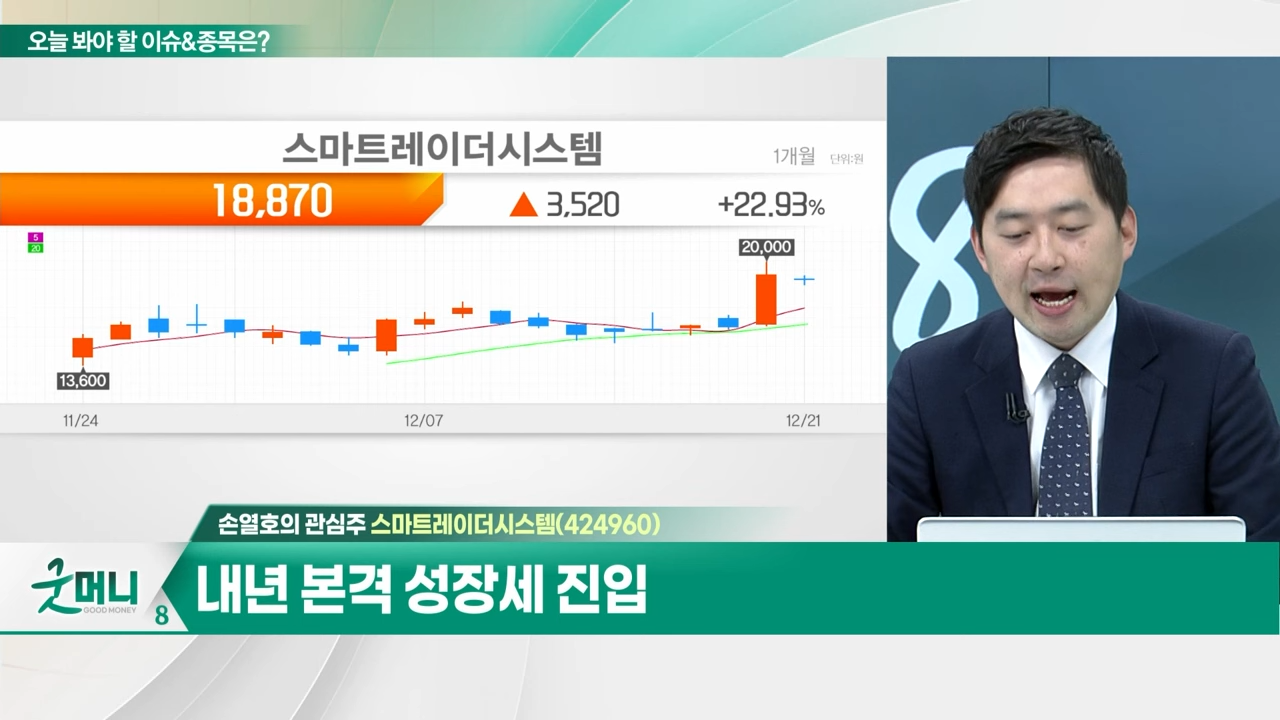 오늘 봐야 할 이슈&종목은?
스마트레이더시스템
1개월 단위:원
18,870 ▲ 3,520 +22.93%
5
20
20,000
13,600
11/24 12/07 12/21
8
손열호의 관심주 스마트레이더시스템(424960)
굿머니
GOOD MONEY
8
내년 본격 성장세 진입